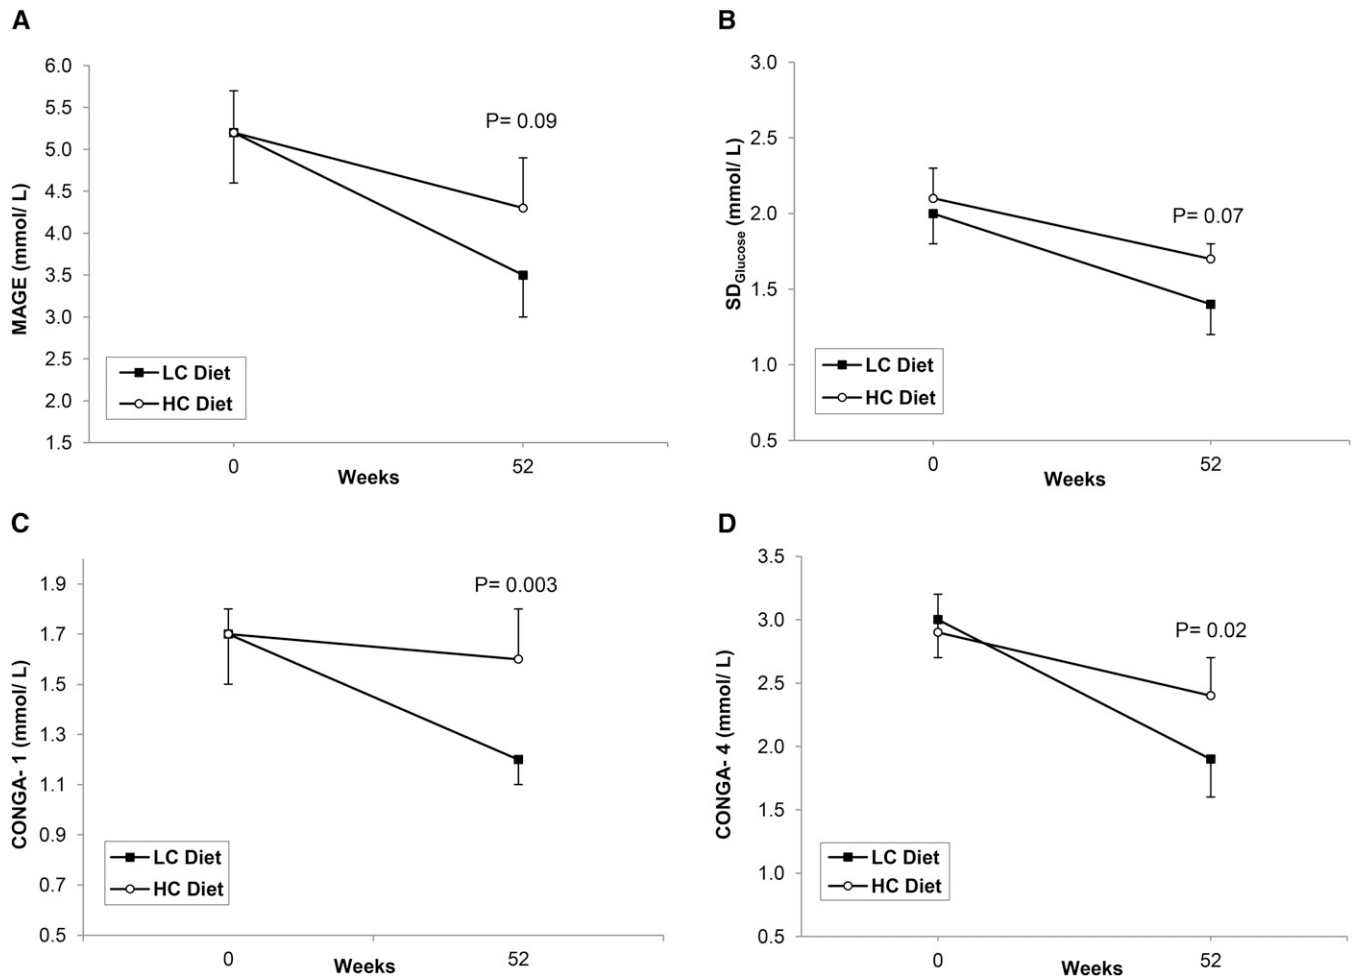 A
MAGE (mmol/ L)
6.0
5.5
5.0
4.5
4.0
3.5
3.0
2.5
2.0
1.5
P= 0.09
LC Diet
HC Diet
0
52
Weeks
B
SDGlucose (mmol/ L)
3.0
2.5
2.0
1.5
1.0
0.5
P= 0.07
LC Diet
HC Diet
0
52
Weeks
C
CONGA- 1 (mmol/ L)
1.9
1.7
1.5
1.3
1.1
0.9
0.7
0.5
P= 0.003
LC Diet
HC Diet
0
52
Weeks
D
CONGA- 4 (mmol/ L)
3.5
3.0
2.5
2.0
1.5
1.0
0.5
P= 0.02
LC Diet
HC Diet
0
52
Weeks